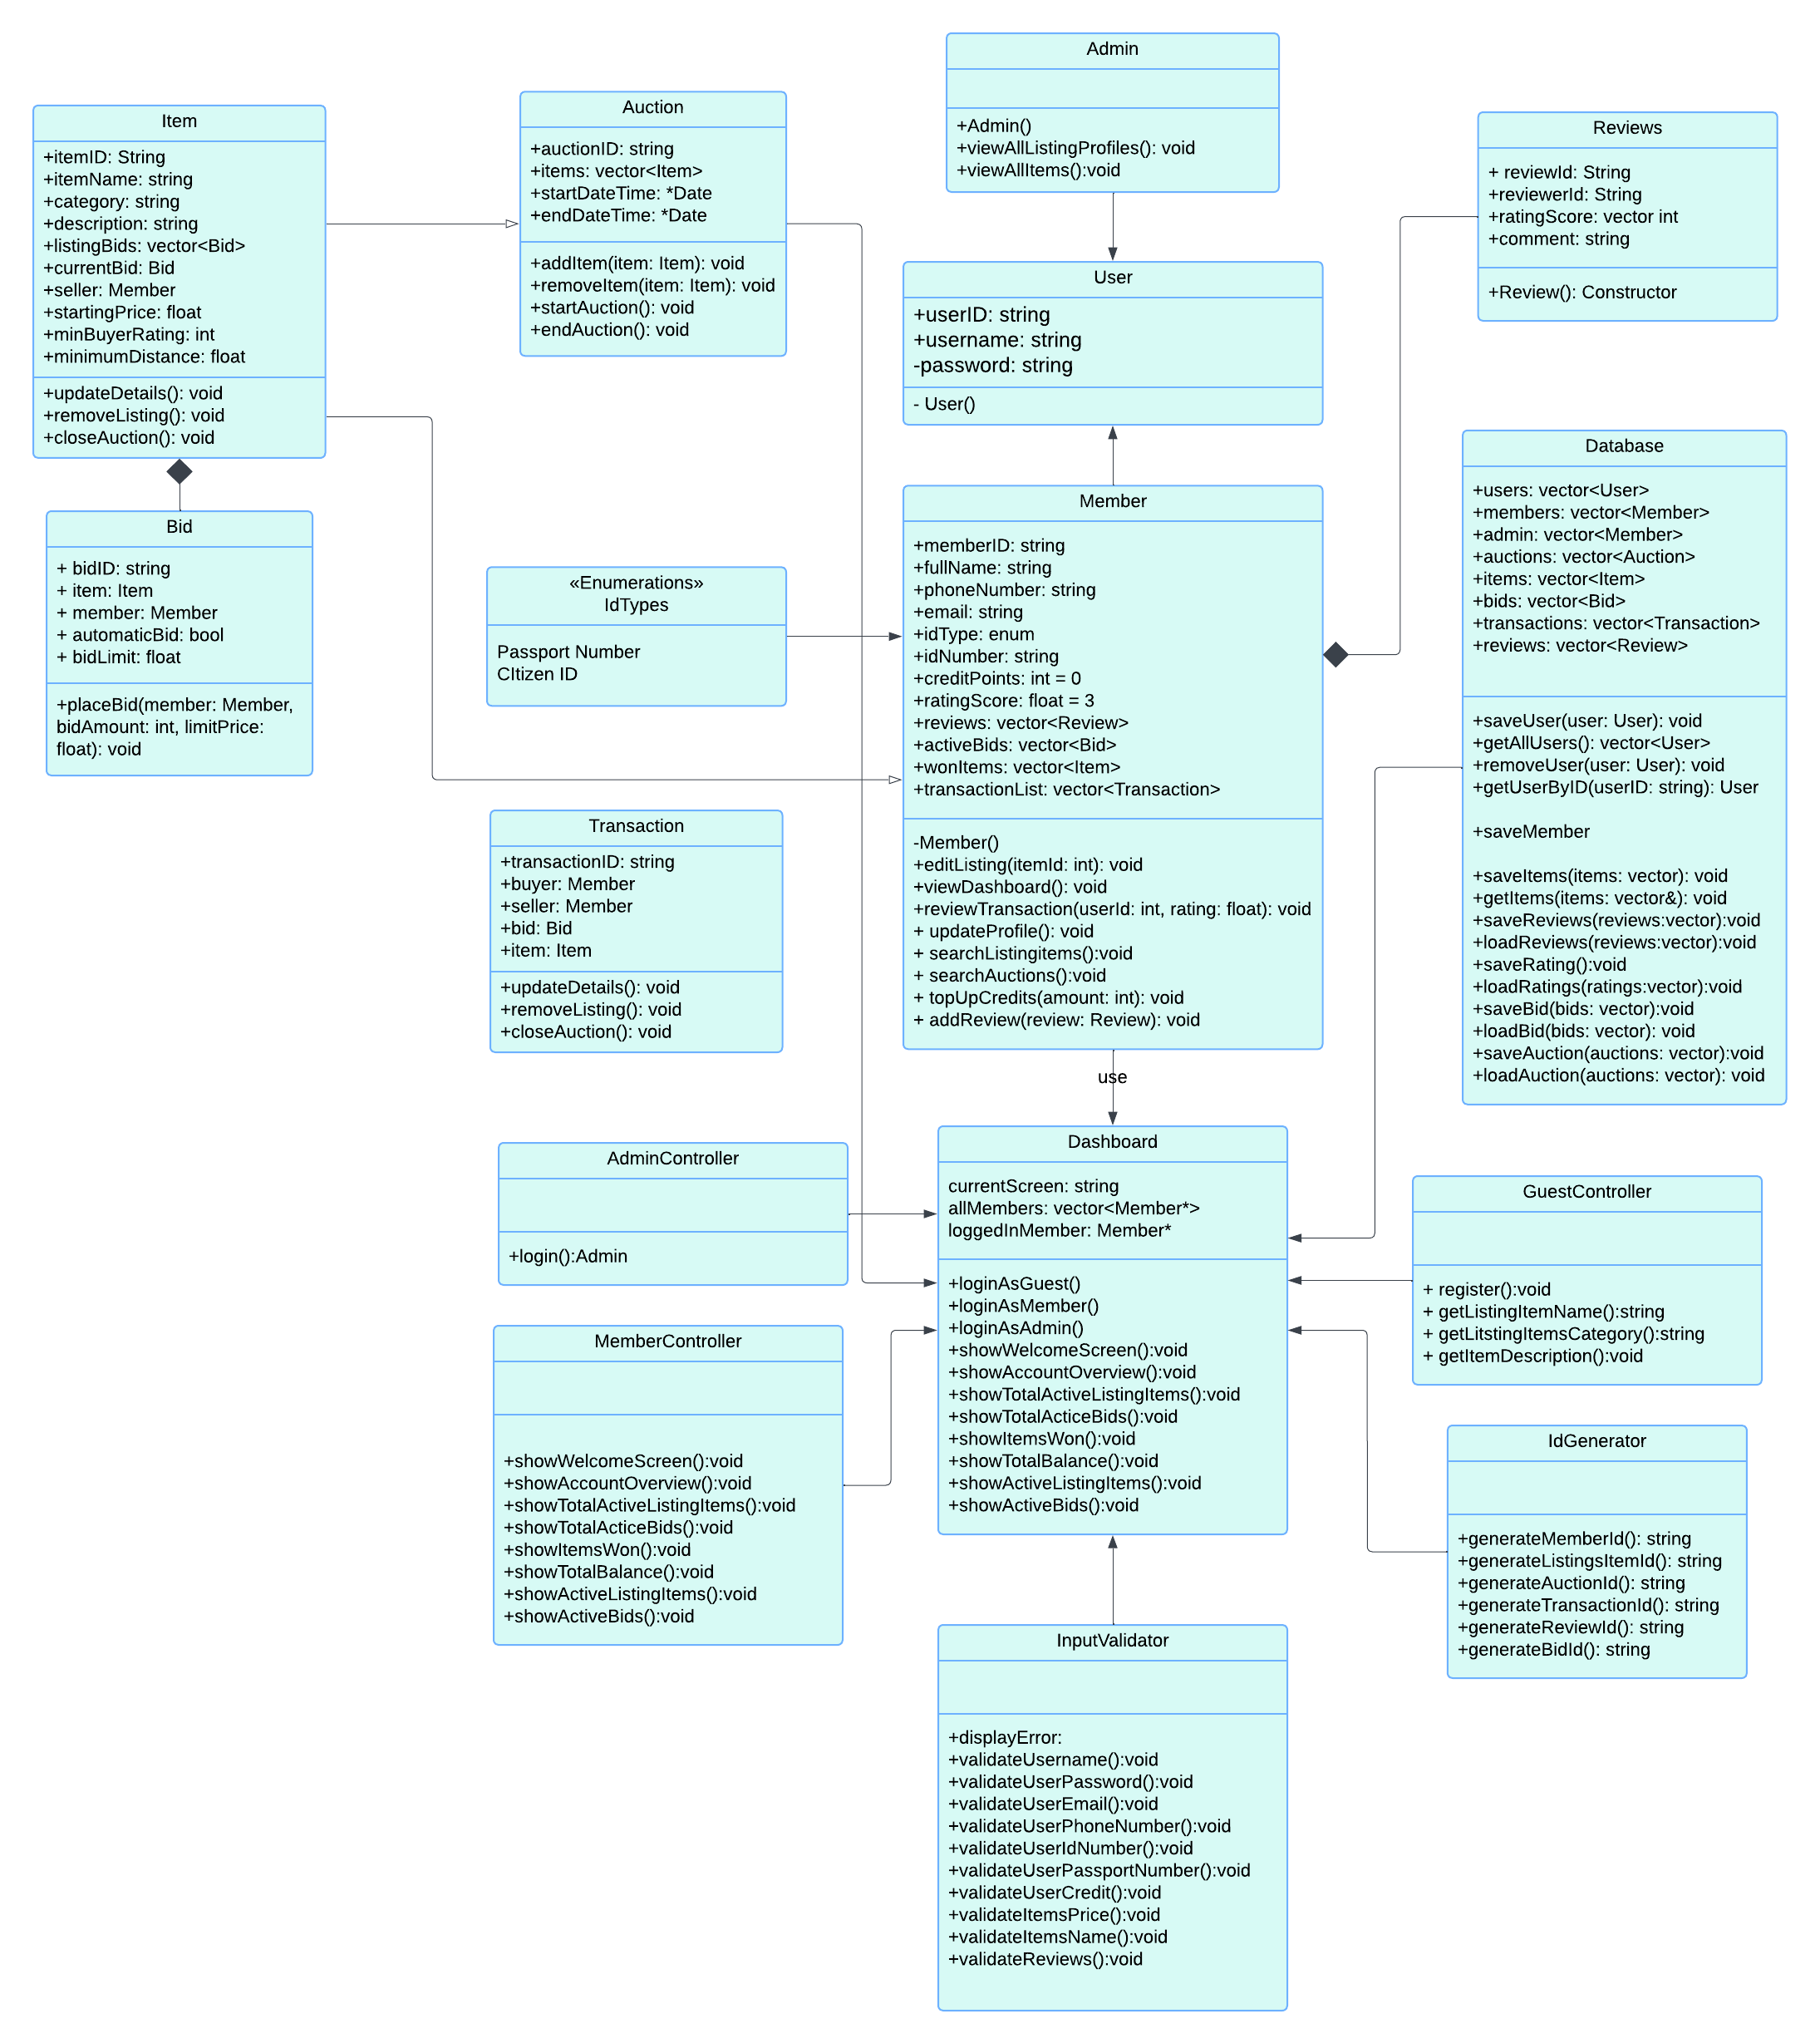 Item
+itemID: String
+itemName: string
+category: string
+description: string
+listingBids: vector<Bid>
+currentBid: Bid
+seller: Member
+startingPrice: float
+minBuyerRating: int
+minimumDistance: float
+updateDetails(): void
+removeListing(): void
+closeAuction(): void
Bid
+ bidID: string
+ item: Item
+ member: Member
+ automaticBid: bool
+ bidLimit: float
+placeBid(member: Member,
bidAmount: int, limitPrice:
float): void
Auction
+auctionID: string
+items: vector<Item>
+startDateTime: *Date
+endDateTime: *Date
+addItem(item: Item): void
+removeItem(item: Item): void
+startAuction(): void
+endAuction(): void
«Enumerations»
IdTypes
Passport Number
CItizen ID
Transaction
+transactionID: string
+buyer: Member
+seller: Member
+bid: Bid
+item: Item
+updateDetails(): void
+removeListing(): void
+closeAuction(): void
AdminController
+login():Admin
MemberController
+showWelcomeScreen():void
+showAccountOverview():void
+showTotalActiveListingItems():void
+showTotalActiceBids():void
+showItemsWon():void
+showTotalBalance():void
+showActiveListingItems():void
+showActiveBids():void
Admin
+Admin()
+viewAllListingProfiles(): void
+viewAllItems():void
User
+userID: string
+username: string
-password: string
- User()
Member
+memberID: string
+fullName: string
+phoneNumber: string
+email: string
+idType: enum
+idNumber: string
+creditPoints: int = 0
+ratingScore: float = 3
+reviews: vector<Review>
+activeBids: vector<Bid>
+wonItems: vector<Item>
+transactionList: vector<Transaction>
-Member()
+editListing(itemId: int): void
+viewDashboard(): void
+reviewTransaction(userId: int, rating: float): void
+ updateProfile(): void
+ searchListingitems():void
+ searchAuctions():void
+ topUpCredits(amount: int): void
+ addReview(review: Review): void
use
Dashboard
currentScreen: string
allMembers: vector<Member*>
loggedInMember: Member*
+loginAsGuest()
+loginAsMember()
+loginAsAdmin()
+showWelcomeScreen():void
+showAccountOverview():void
+showTotalActiveListingItems():void
+showTotalActiceBids():void
+showItemsWon():void
+showTotalBalance():void
+showActiveListingItems():void
+showActiveBids():void
InputValidator
+displayError:
+validateUsername():void
+validateUserPassword():void
+validateUserEmail():void
+validateUserPhoneNumber():void
+validateUserIdNumber():void
+validateUserPassportNumber():void
+validateUserCredit():void
+validateItemsPrice():void
+validateItemsName():void
+validateReviews():void
Reviews
+ reviewId: String
+reviewerId: String
+ratingScore: vector int
+comment: string
+Review(): Constructor
Database
+users: vector<User>
+members: vector<Member>
+admin: vector<Member>
+auctions: vector<Auction>
+items: vector<Item>
+bids: vector<Bid>
+transactions: vector<Transaction>
+reviews: vector<Review>
+saveUser(user: User): void
+getAllUsers(): vector<User>
+removeUser(user: User): void
+getUserByID(userID: string): User
+saveMember
+saveItems(items: vector): void
+getItems(items: vector&): void
+saveReviews(reviews:vector):void
+loadReviews(reviews:vector):void
+saveRating():void
+loadRatings(ratings:vector):void
+saveBid(bids: vector):void
+loadBid(bids: vector): void
+saveAuction(auctions: vector):void
+loadAuction(auctions: vector): void
GuestController
+ register():void
+ getListingItemName():string
+ getLitstingItemsCategory():string
+ getItemDescription():void
IdGenerator
+generateMemberId(): string
+generateListingsItemId(): string
+generateAuctionId(): string
+generateTransactionId(): string
+generateReviewId(): string
+generateBidId(): string